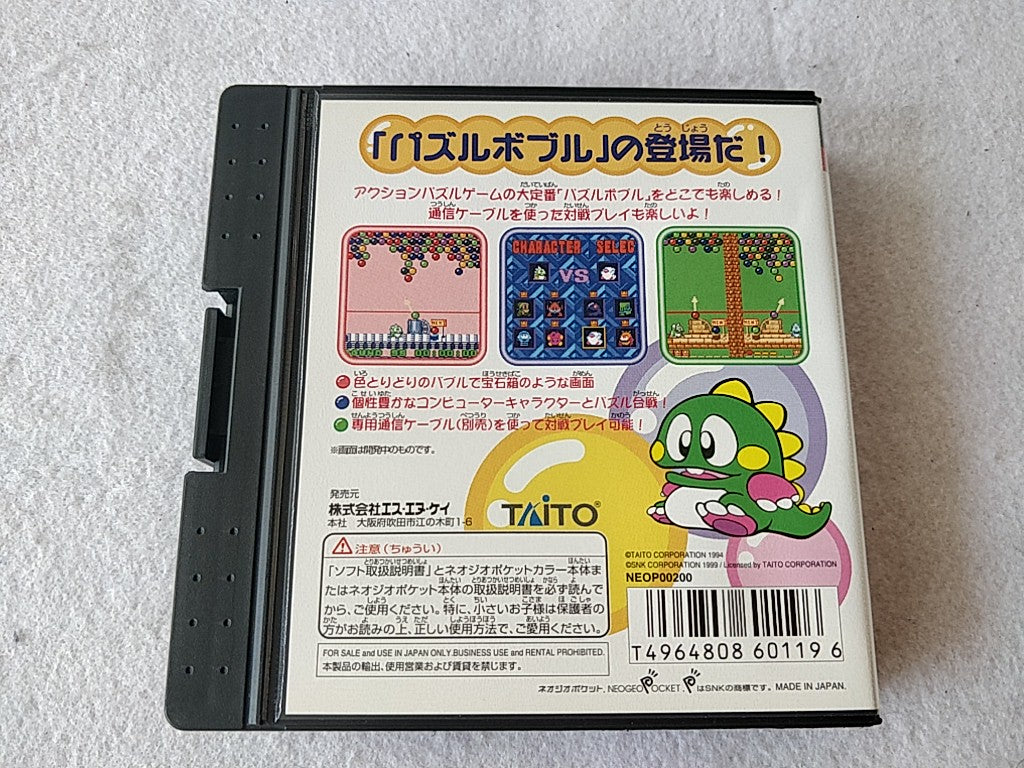 「パズルボブル」の登場だ！
アクションパズルゲームの大定番「パズルボブル」をどこでも楽しめる！
通信ケーブルを使った対戦プレイも楽しいよ！
CHARACTER SELEC
VS
色とりどりのバブルで宝石箱のような画面
個性豊かなコンピューターキャラクターとパズル合戦！
専用通信ケーブル(別売)を使って対戦プレイ可能！
※画面は開発中のものです。
発売元
株式会社エス・エヌ・ケイ
本社 大阪府吹田市江の木町1-6
TAITO®
注意(ちゅうい)
「ソフト取扱説明書」とネオジオポケットカラー本体ま
たはネオジオポケット本体の取扱説明書を必ず読んで
から、ご使用ください。特に、小さいお子様は保護者の
方がお読みの上、正しい使用方法で、ご愛用ください。
FOR SALE and USE IN JAPAN ONLY.BUSINESS USE and RENTAL PROHIBITED.
本製品の輸出、使用営業および賃貸を禁じます。
©TAITO CORPORATION 1994
©SNK CORPORATION 1999 / Licensed by TAITO CORPORATION
NEOP00200
T4964808 601196
ネオジオポケット、NEOGEO POCKET、PはSNKの商標です。 MADE IN JAPAN.